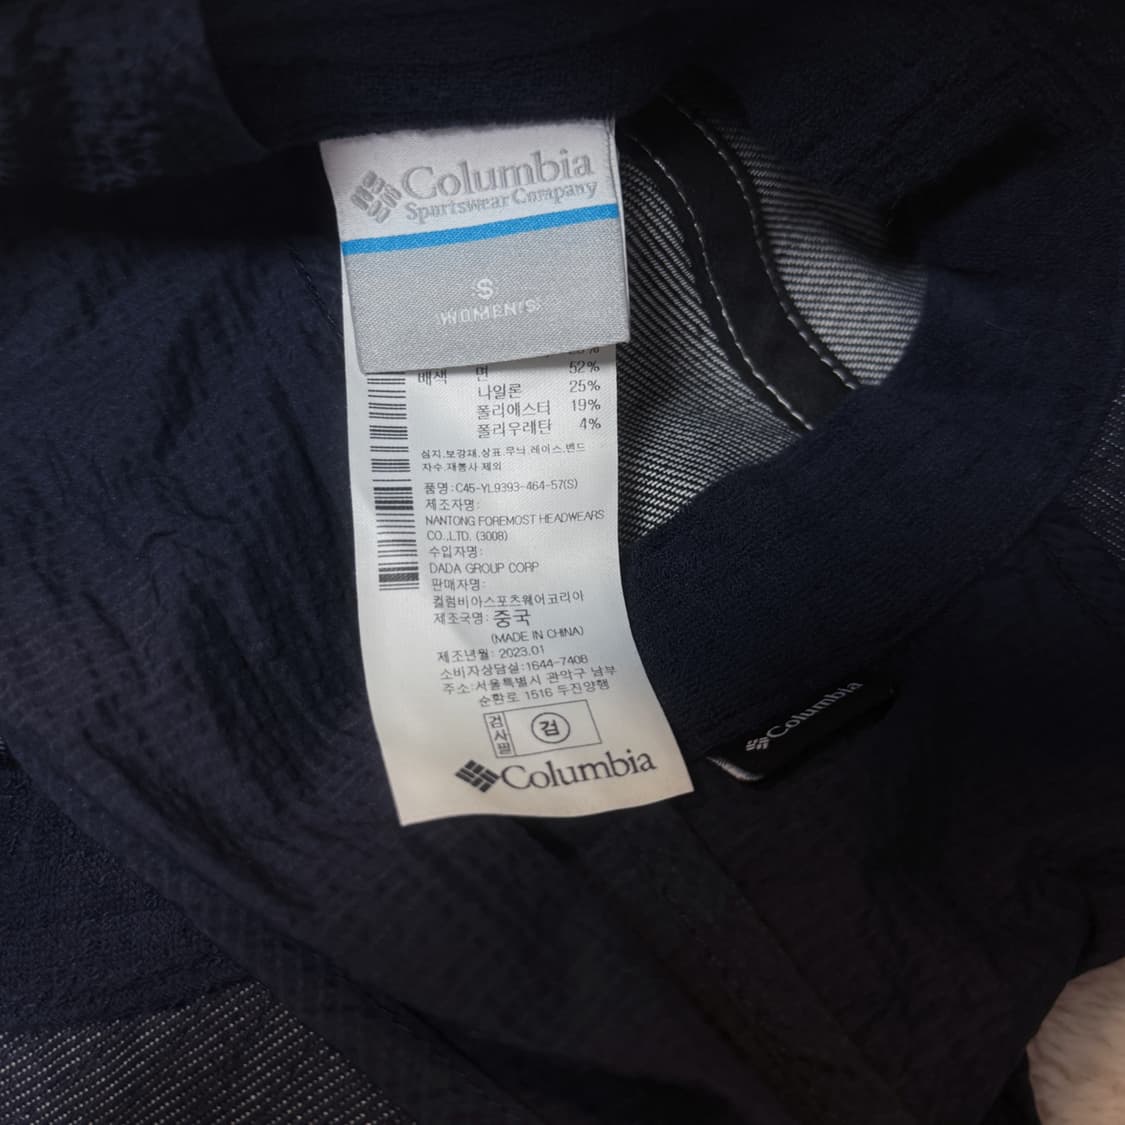 Columbia
Sportswear Company
S
WOMEN'S
배색 면 52%
나일론 25%
폴리에스터 19%
폴리우레탄 4%
심지.보강재.상표.무늬.레이스.밴드
자수.재봉사 제외
품명:C45-YL9393-464-57(S)
제조자명:
NANTONG FOREMOST HEADWEARS
CO.,LTD. (3008)
수입자명:
DADA GROUP CORP
판매자명:
컬럼비아스포츠웨어코리아
제조국명: 중국
(MADE IN CHINA)
제조년월: 2023.01
소비자상담실:1644-7408
주소:서울특별시 관악구 남부
순환로 1516 두진양행
검사필 검
Columbia
Columbia